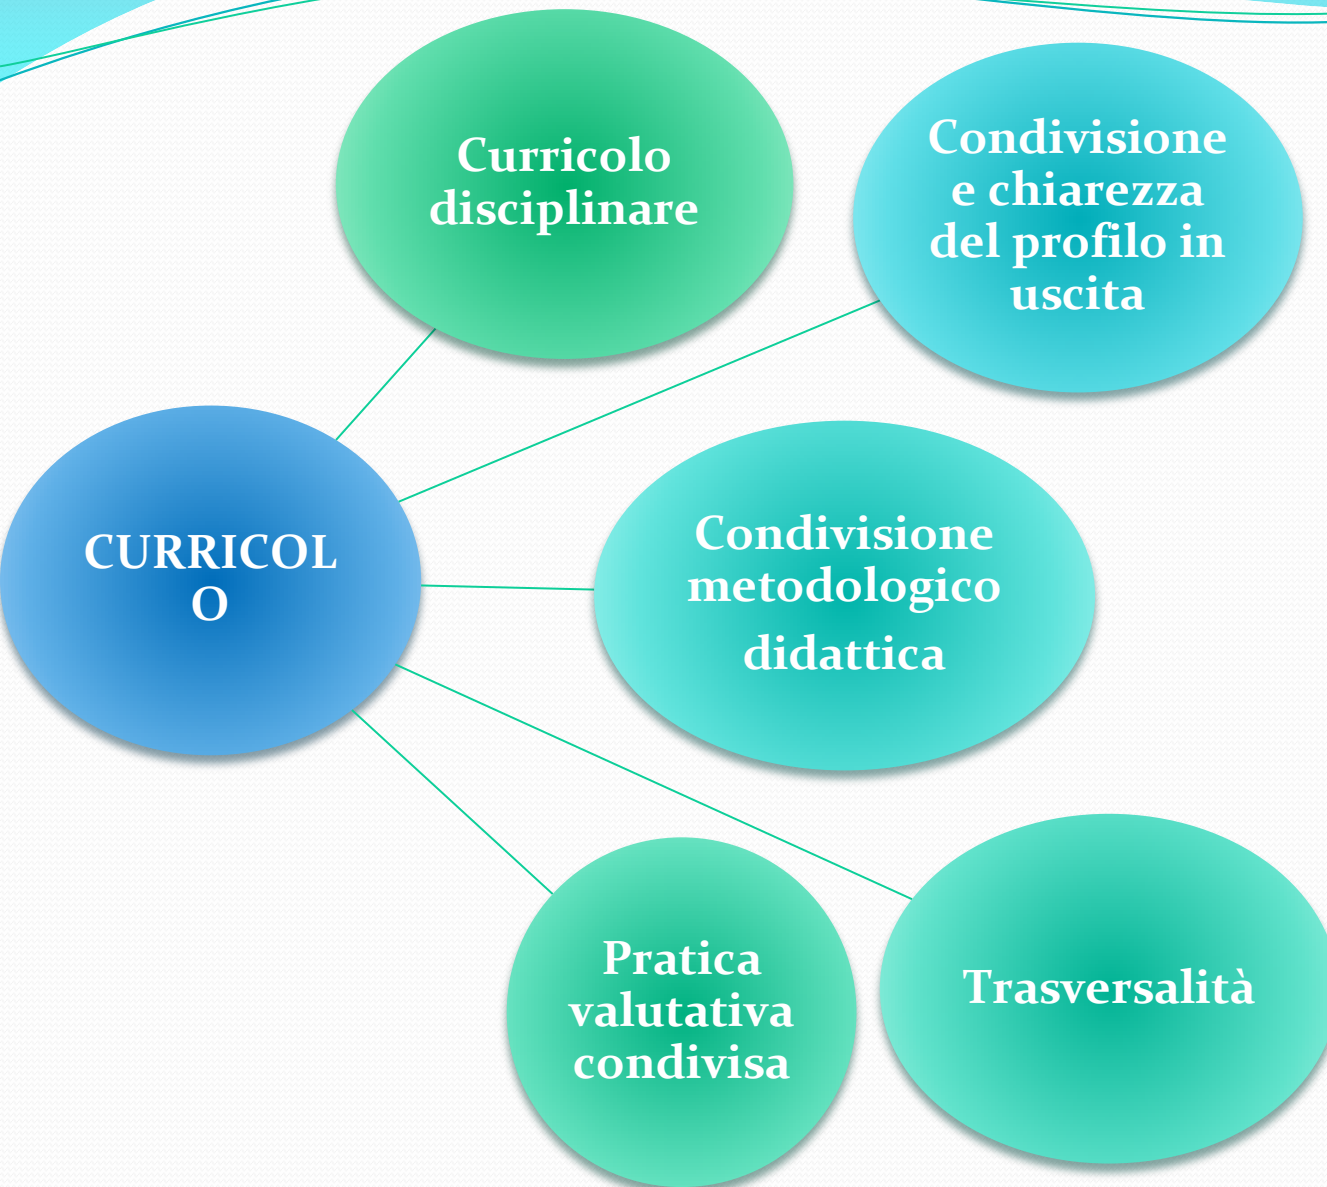 Curricolo
disciplinare
Condivisione
e chiarezza
del profilo in
uscita
CURRICOL
O
Condivisione
metodologico
didattica
Pratica
valutativa
condivisa
Trasversalità